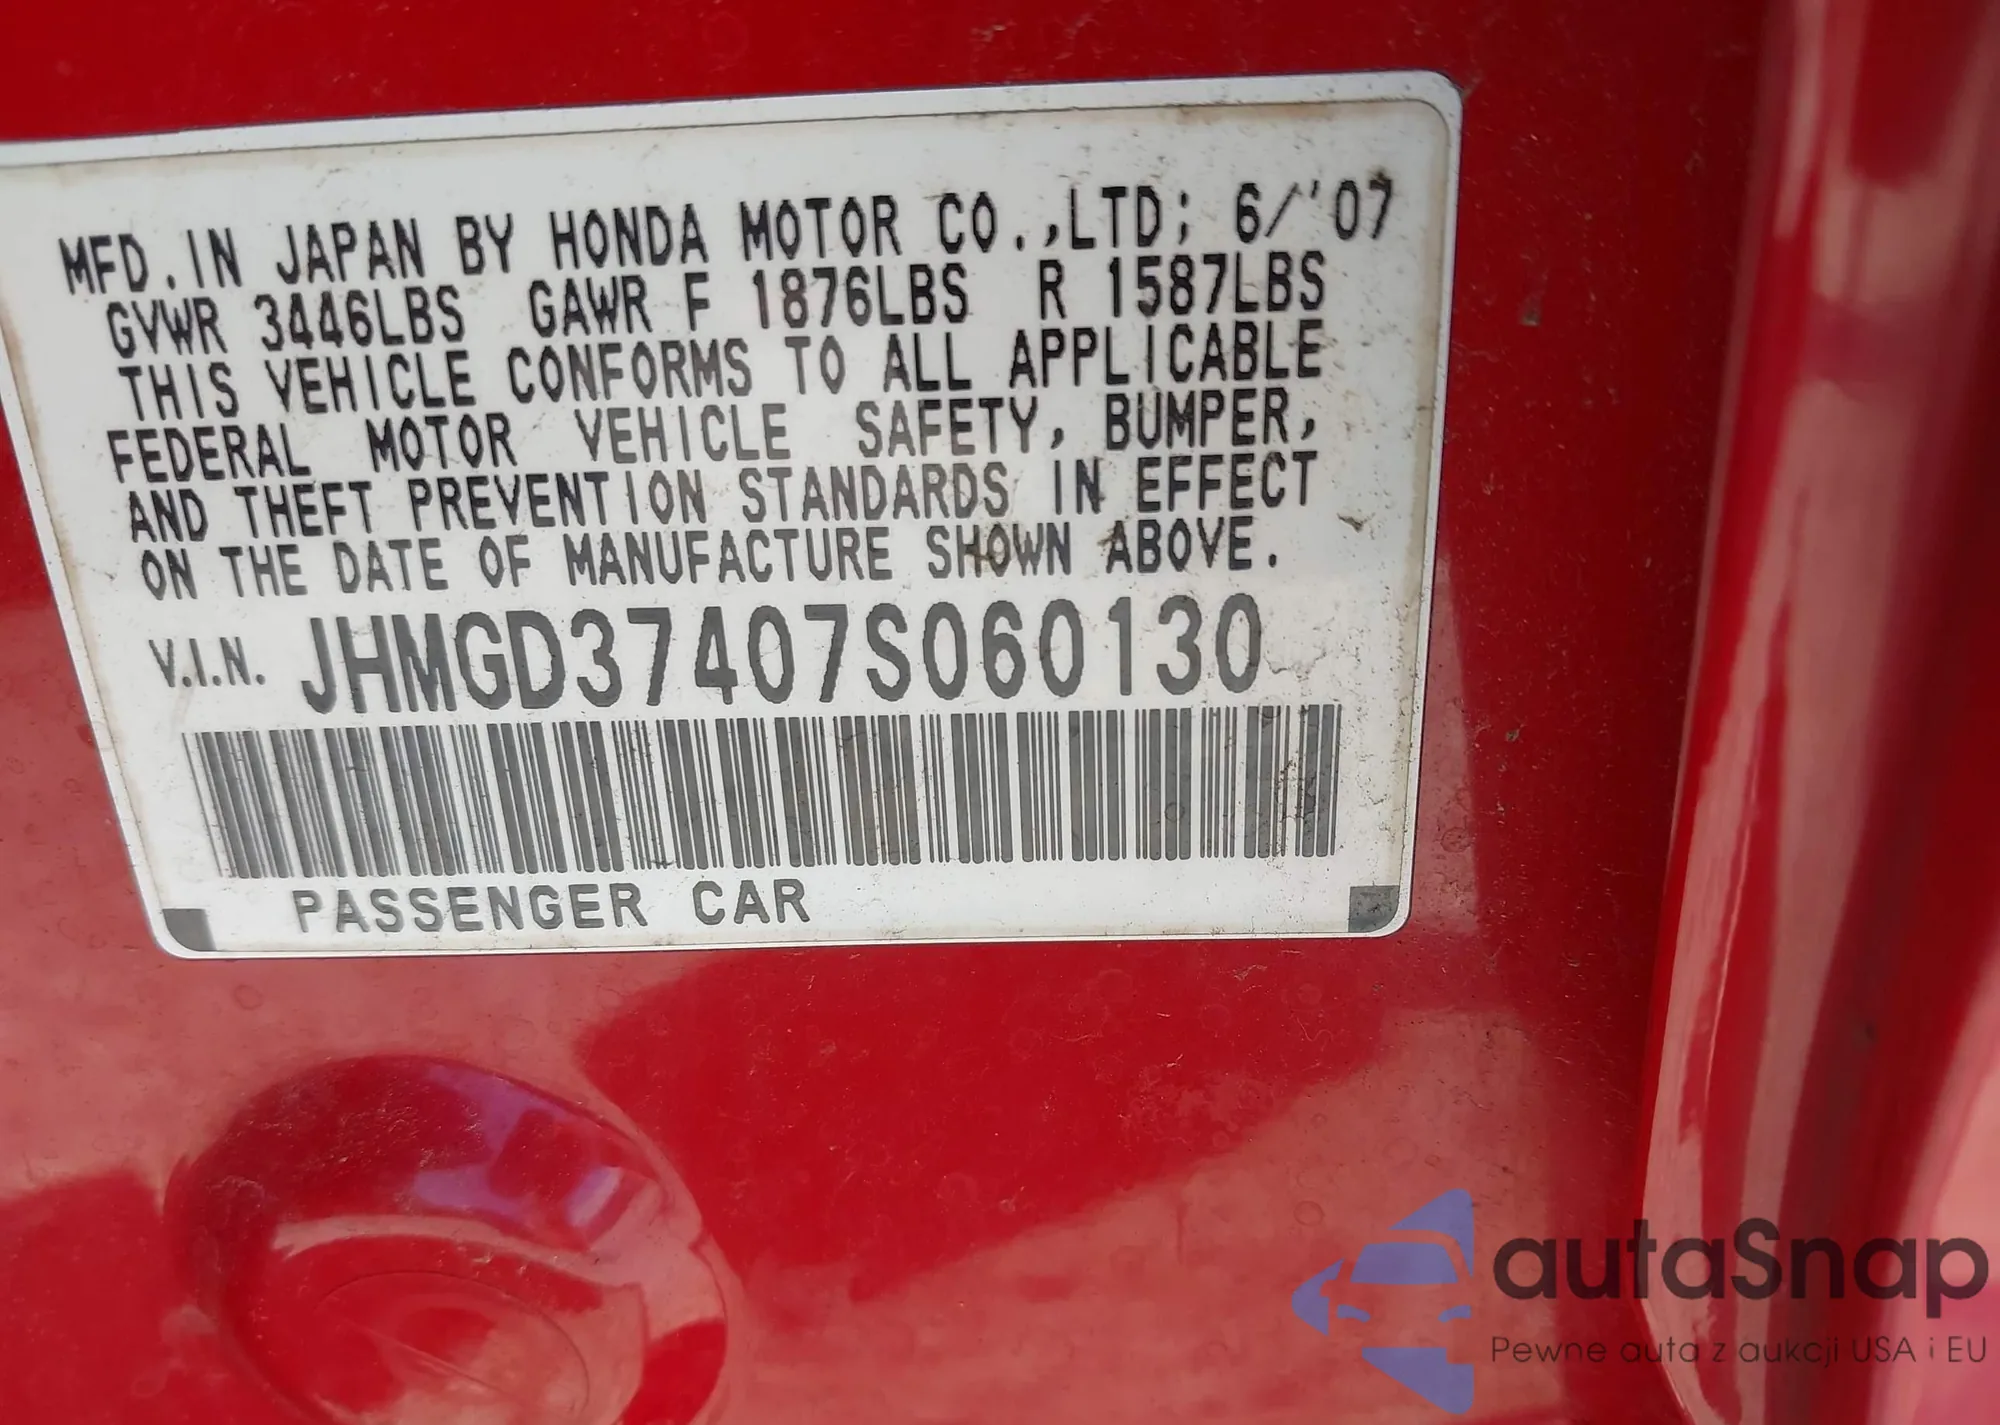 MFD. IN JAPAN BY HONDA MOTOR CO.,LTD; 6/'07
GVWR 3446LBS GAWR F 1876LBS R 1587LBS
THIS VEHICLE CONFORMS TO ALL APPLICABLE
FEDERAL MOTOR VEHICLE SAFETY, BUMPER,
AND THEFT PREVENTION STANDARDS IN EFFECT
ON THE DATE OF MANUFACTURE SHOWN ABOVE.
V.I.N. JHMGD37407S060130
PASSENGER CAR
autaSnap
Pewne auta z aukcji USA i EU